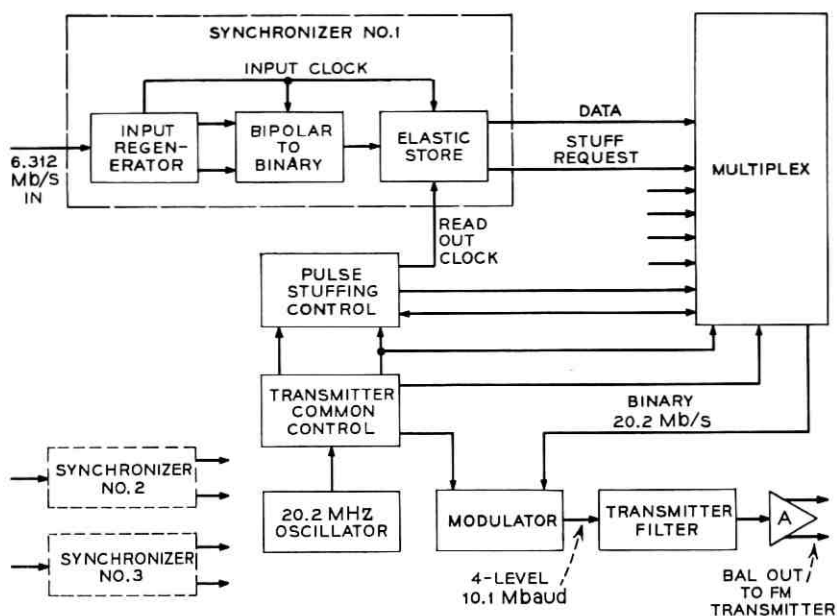 SYNCHRONIZER NO.1
INPUT CLOCK
INPUT
REGEN-
ERATOR
BIPOLAR
TO
BINARY
ELASTIC
STORE
6.312
Mb/S
IN
DATA
STUFF
REQUEST
MULTIPLEX
READ
OUT
CLOCK
PULSE
STUFFING
CONTROL
TRANSMITTER
COMMON
CONTROL
BINARY
20.2 Mb/s
SYNCHRONIZER
NO.2
SYNCHRONIZER
NO.3
20.2 MHz
OSCILLATOR
MODULATOR
TRANSMITTER
FILTER
A
4-LEVEL
10.1 Mbaud
BAL OUT
TO FM
TRANSMITTER